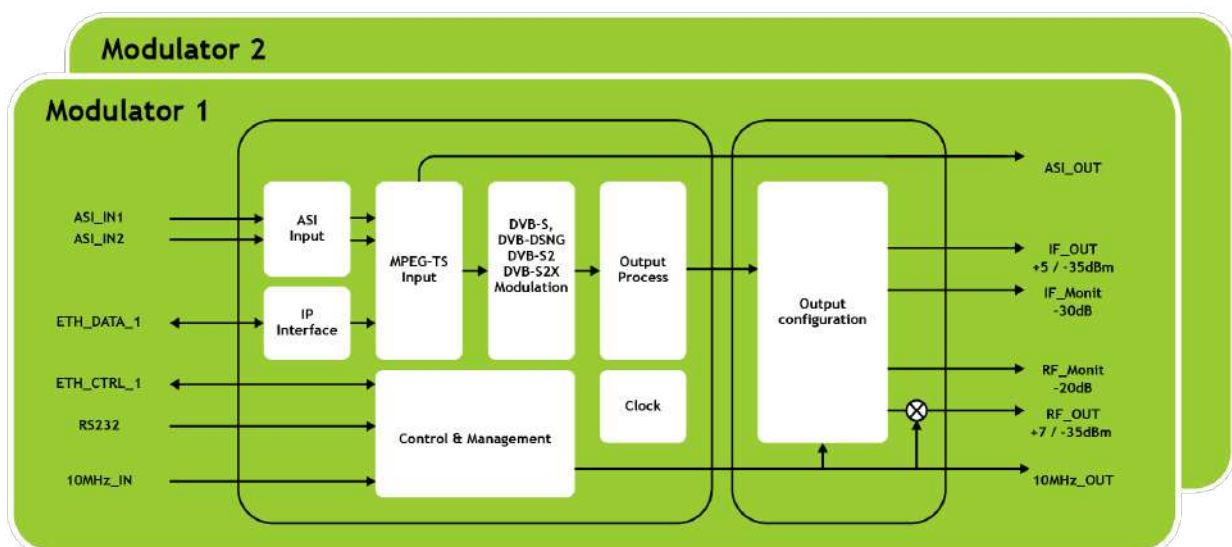 Modulator 2
Modulator 1
ASI_IN1
ASI_IN2
ETH_DATA_1
ETH_CTRL_1
RS232
10MHz_IN
ASI
Input
IP
Interface
MPEG-TS
Input
DVB-S,
DVB-DSNG
DVB-S2
DVB-S2X
Modulation
Output
Process
Control & Management
Clock
Output
configuration
ASI_OUT
IF_OUT
+5 / -35dBm
IF_Monit
-30dB
RF_Monit
-20dB
RF_OUT
+7 / -35dBm
10MHz_OUT